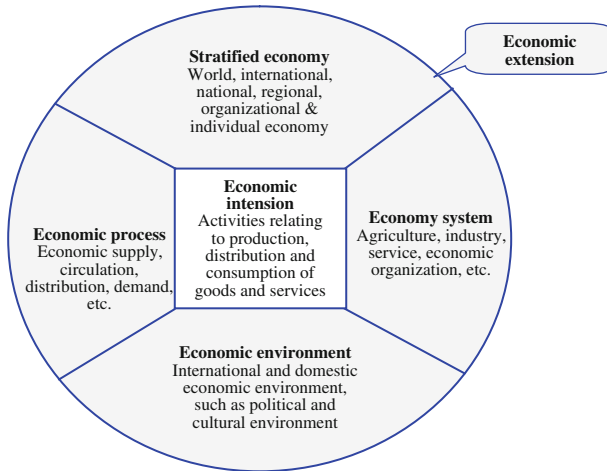 Stratified economy
World, international,
national, regional,
organizational &
individual economy
Economic
extension
Economic process
Economic supply,
circulation,
distribution, demand,
etc.
Economic
intension
Activities relating
to production,
distribution and
consumption of
goods and services
Economy system
Agriculture, industry,
service, economic
organization, etc.
Economic environment
International and domestic
economic environment,
such as political and
cultural environment